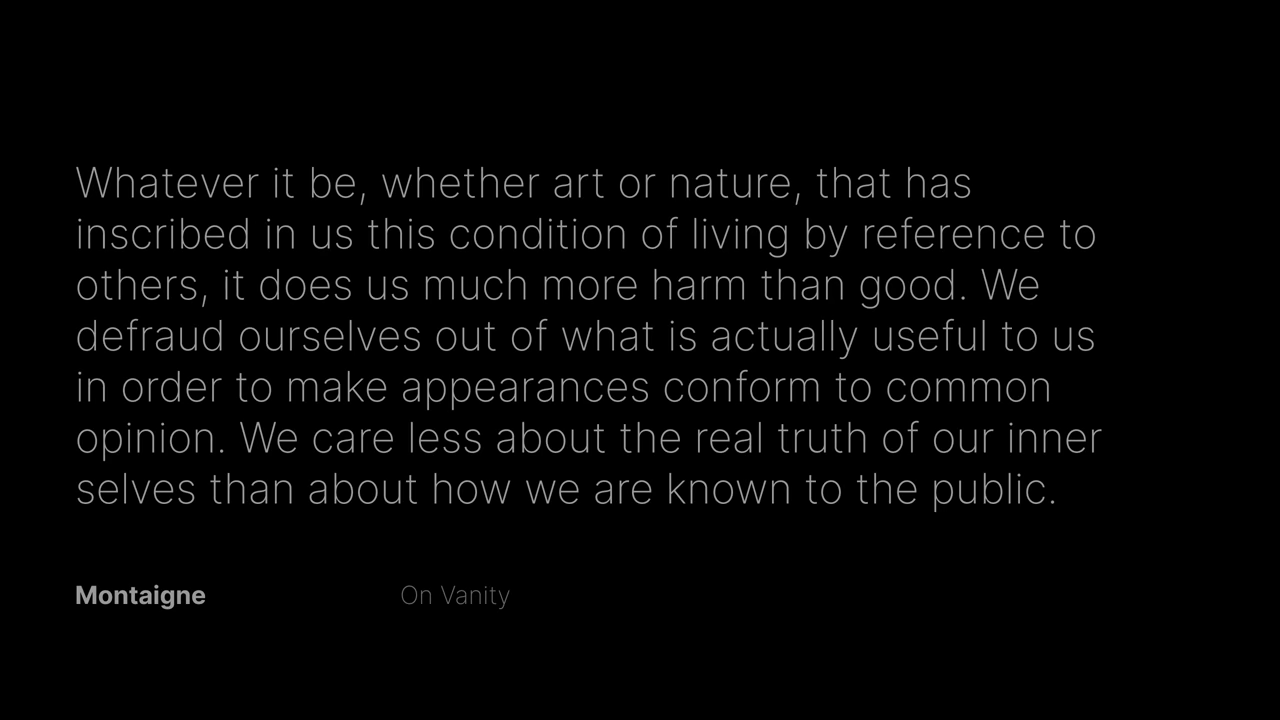 Whatever it be, whether art or nature, that has
inscribed in us this condition of living by reference to
others, it does us much more harm than good. We
defraud ourselves out of what is actually useful to us
in order to make appearances conform to common
opinion. We care less about the real truth of our inner
selves than about how we are known to the public.
Montaigne On Vanity